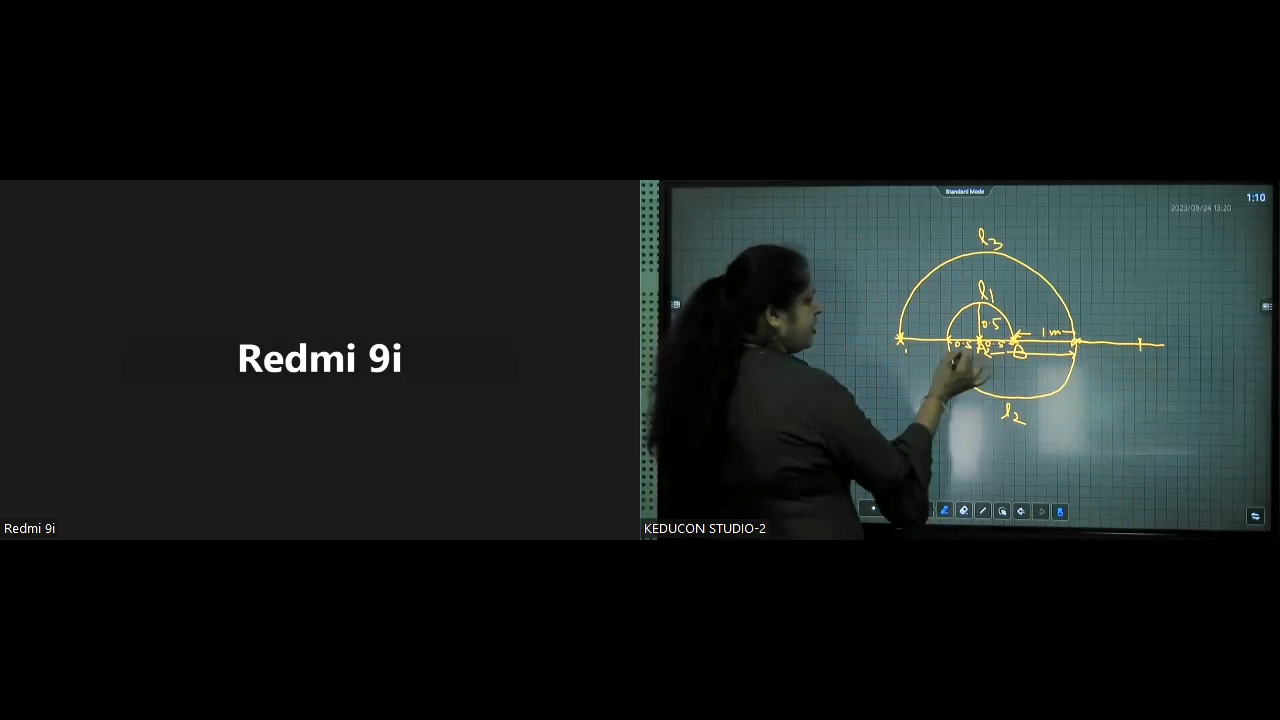 Redmi 9i
Redmi 9i
Standard Mode
1:10
2023/09/24 13:20
l3
l1
0.5
1m
0.5 A 0.5 B
l2
KEDUCON STUDIO-2